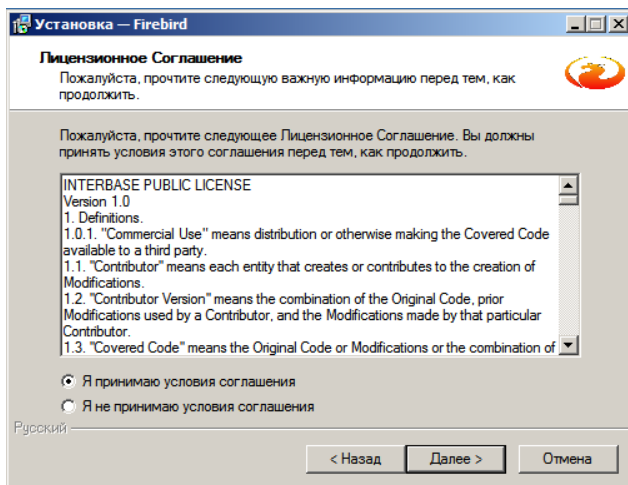 Установка — Firebird
Лицензионное Соглашение
Пожалуйста, прочтите следующую важную информацию перед тем, как
продолжить.
Пожалуйста, прочтите следующее Лицензионное Соглашение. Вы должны
принять условия этого соглашения перед тем, как продолжить.
INTERBASE PUBLIC LICENSE
Version 1.0
1. Definitions.
1.0.1. "Commercial Use" means distribution or otherwise making the Covered Code
available to a third party.
1.1. "Contributor" means each entity that creates or contributes to the creation of
Modifications.
1.2. "Contributor Version" means the combination of the Original Code, prior
Modifications used by a Contributor, and the Modifications made by that particular
Contributor.
1.3. "Covered Code" means the Original Code or Modifications or the combination of
Я принимаю условия соглашения
Я не принимаю условия соглашения
Русский
< Назад Далее > Отмена